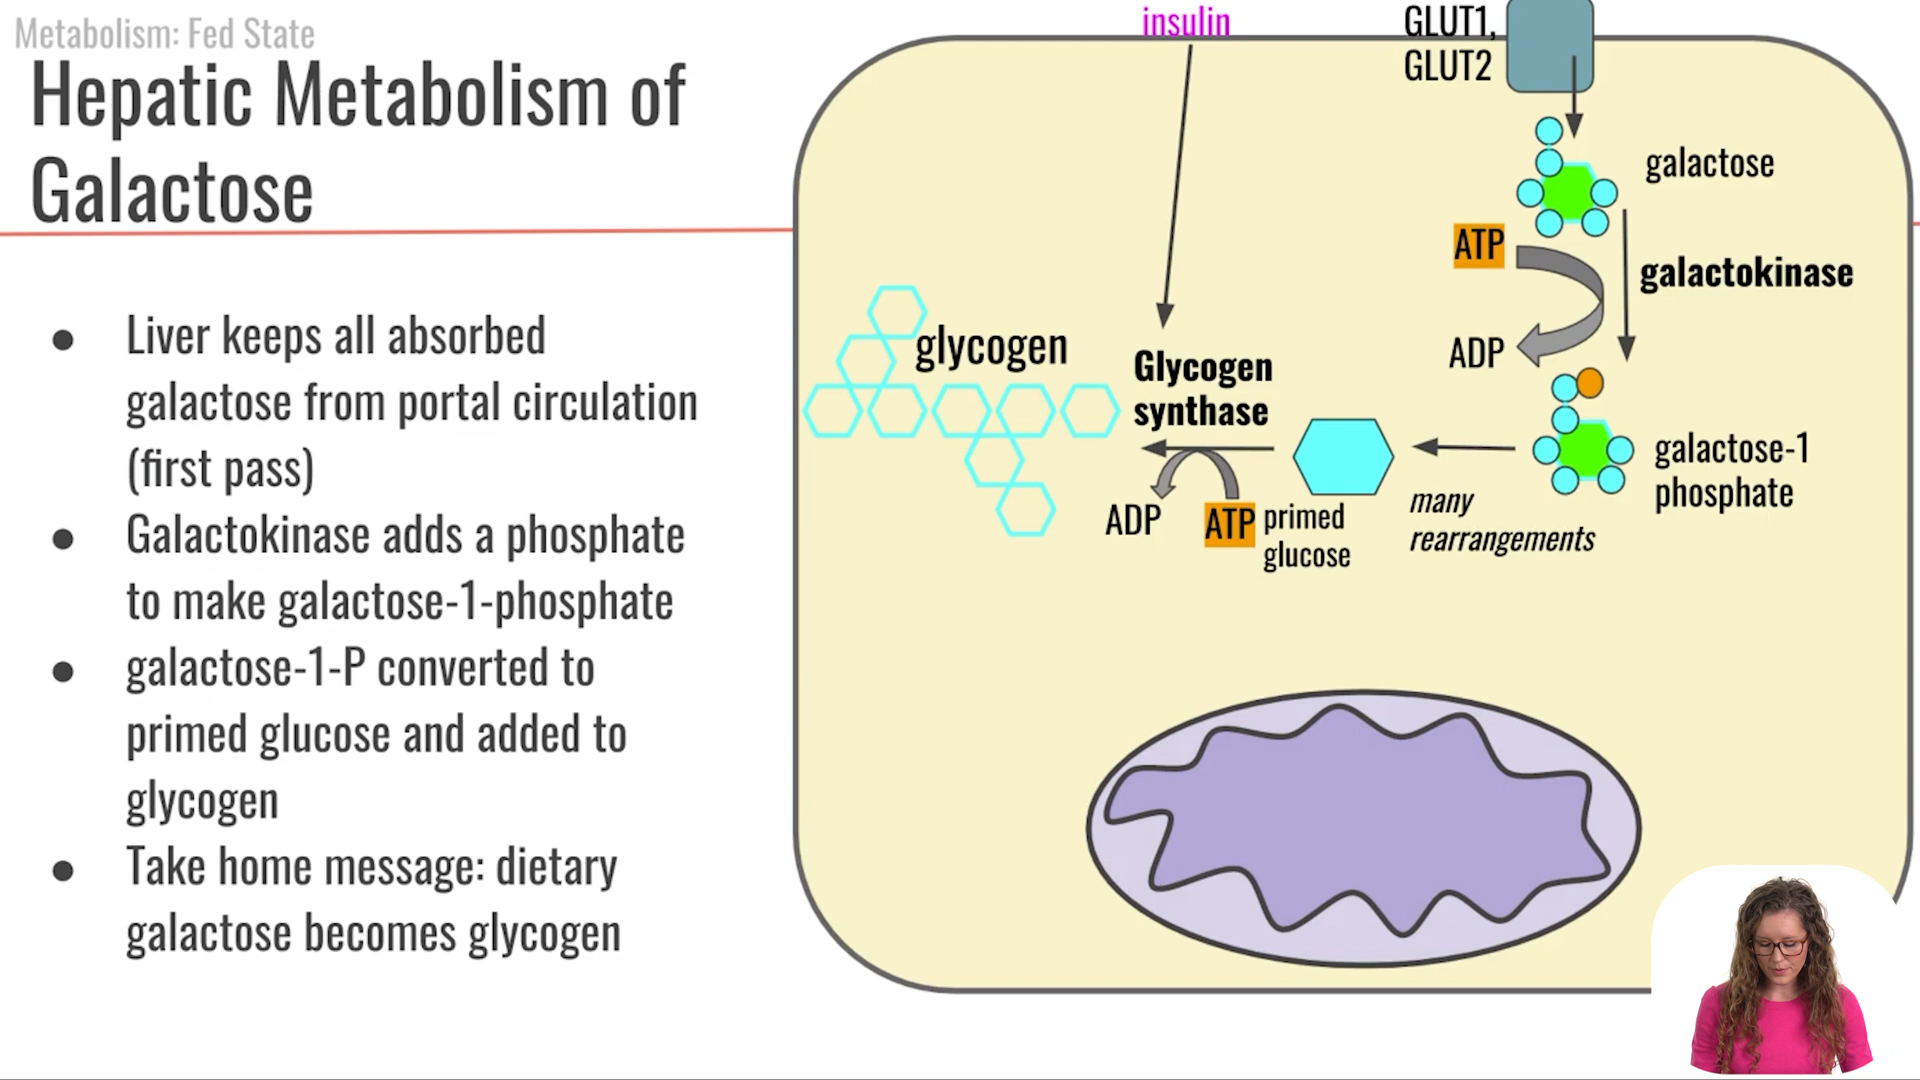 Metabolism: Fed State
Hepatic Metabolism of
Galactose
● Liver keeps all absorbed
galactose from portal circulation
(first pass)
● Galactokinase adds a phosphate
to make galactose-1-phosphate
● galactose-1-P converted to
primed glucose and added to
glycogen
● Take home message: dietary
galactose becomes glycogen
insulin
GLUT1,
GLUT2
galactose
ATP
galactokinase
ADP
glycogen
Glycogen
synthase
galactose-1
phosphate
many
rearrangements
ADP
ATP
primed
glucose